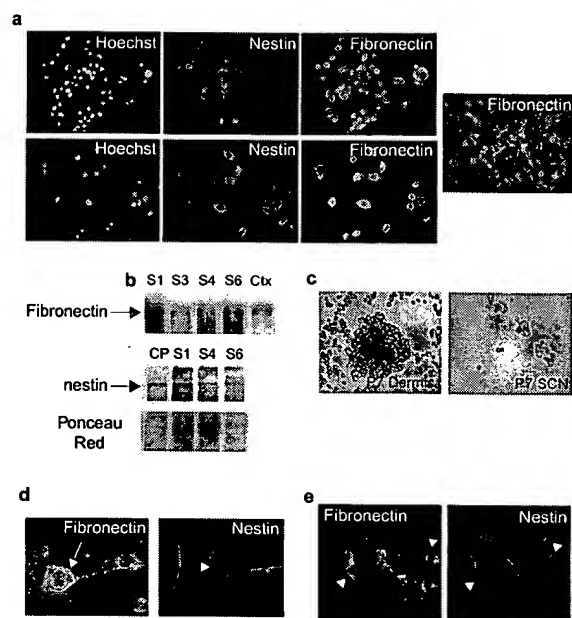 a
Hoechst Nestin Fibronectin
Fibronectin
Hoechst Nestin Fibronectin
b S1 S3 S4 S6 Ctx
Fibronectin
CP S1 S4 S6
nestin
Ponceau
Red
c
P7 Dermis P7 SCN
d
Fibronectin Nestin
e
Fibronectin Nestin